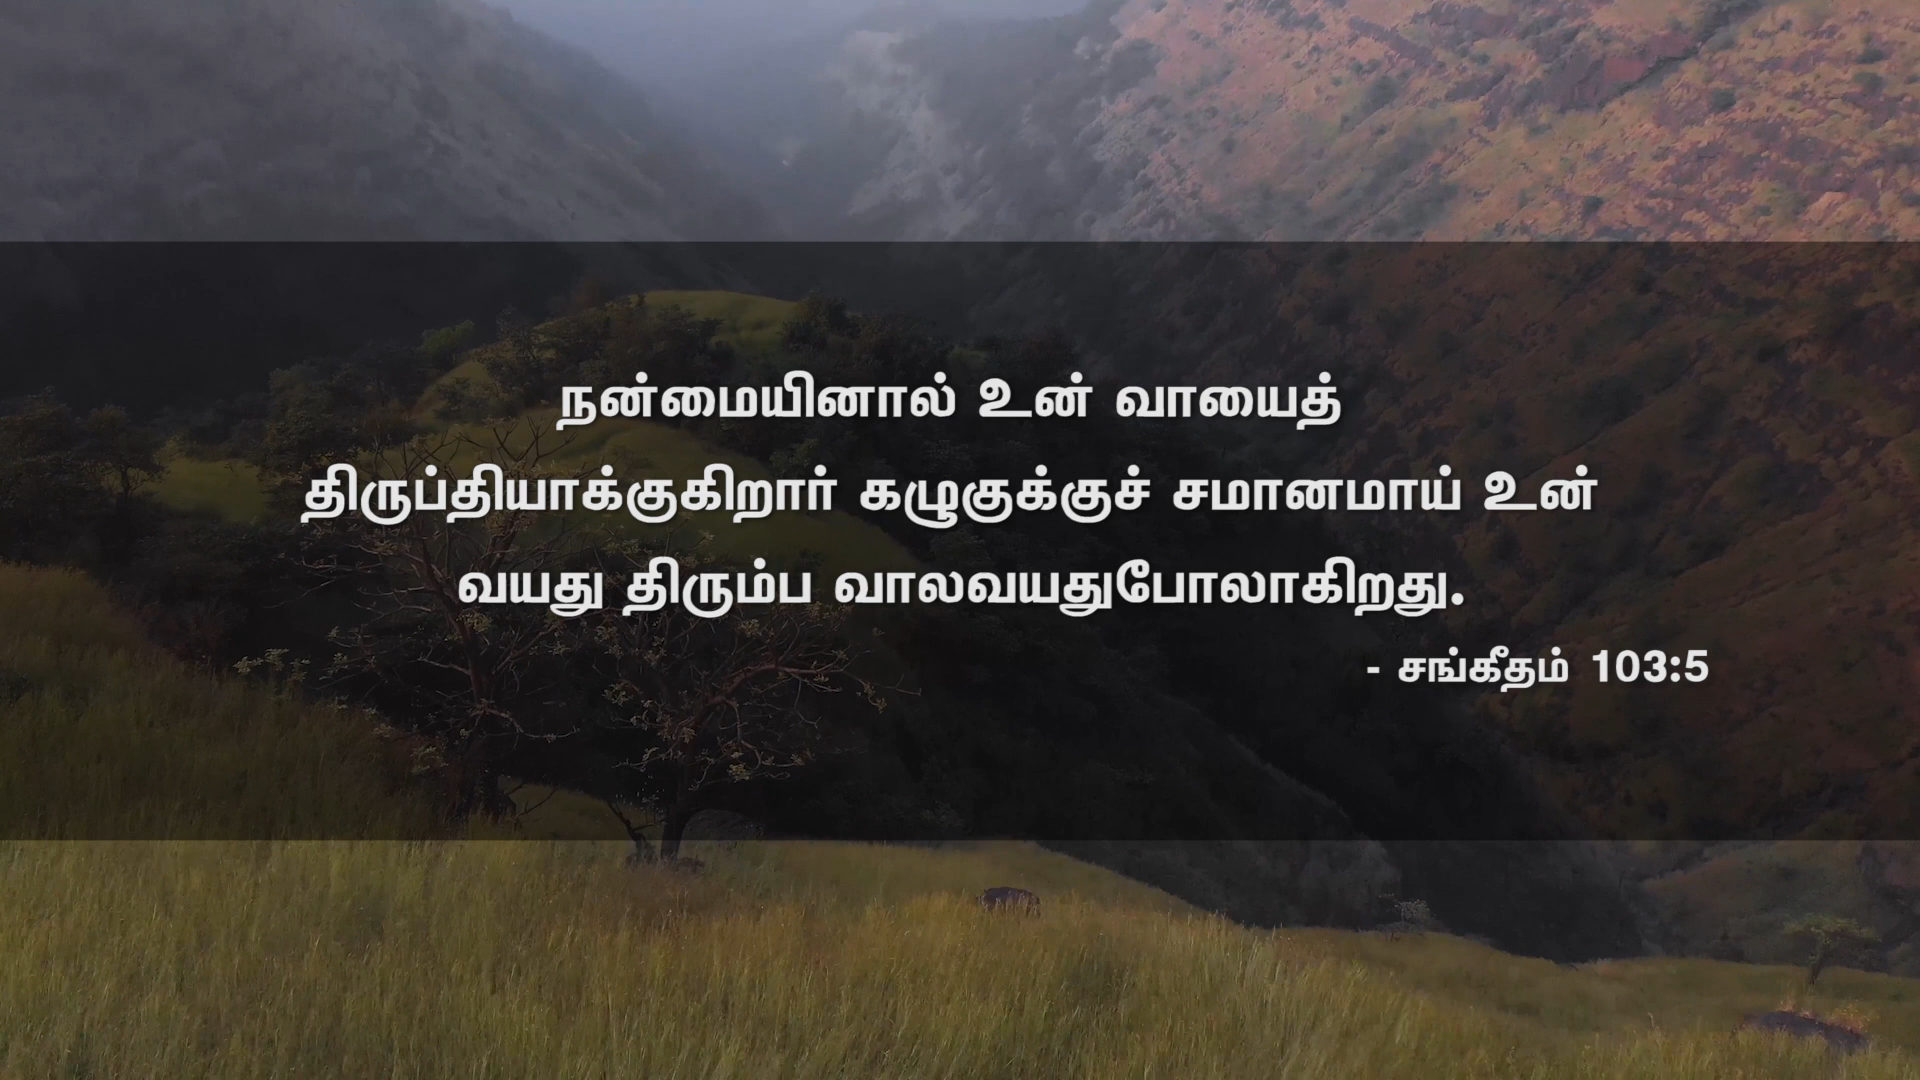 நன்மையினால் உன் வாயைத்
திருப்தியாக்குகிறார் கழுகுக்குச் சமானமாய் உன்
வயது திரும்ப வாலவயதுபோலாகிறது.
- சங்கீதம் 103:5